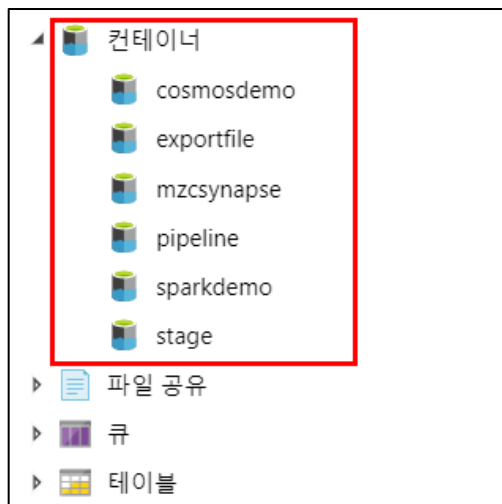 컨테이너
cosmosdemo
exportfile
mzcsynapse
pipeline
sparkdemo
stage
파일 공유
큐
테이블